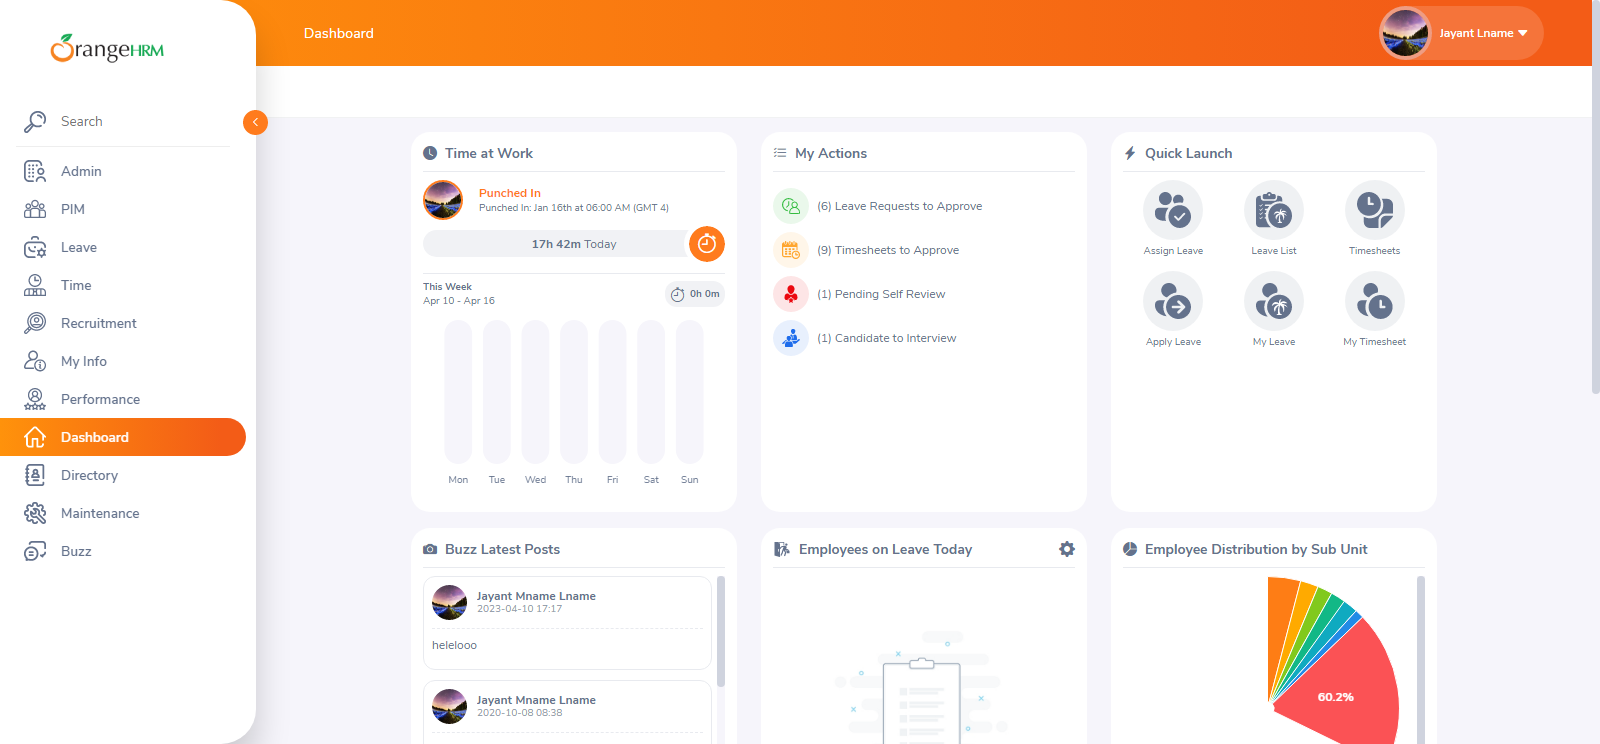 OrangeHRM
Search
Admin
PIM
Leave
Time
Recruitment
My Info
Performance
Dashboard
Directory
Maintenance
Buzz
Dashboard
Jayant Lname
Time at Work
Punched In
Punched In: Jan 16th at 06:00 AM (GMT 4)
17h 42m Today
This Week
Apr 10 - Apr 16
0h 0m
Mon Tue Wed Thu Fri Sat Sun
My Actions
(6) Leave Requests to Approve
(9) Timesheets to Approve
(1) Pending Self Review
(1) Candidate to Interview
Quick Launch
Assign Leave Leave List Timesheets
Apply Leave My Leave My Timesheet
Buzz Latest Posts
Jayant Mname Lname
2023-04-10 17:17
helelooo
Jayant Mname Lname
2020-10-08 08:38
Employees on Leave Today
Employee Distribution by Sub Unit
60.2%